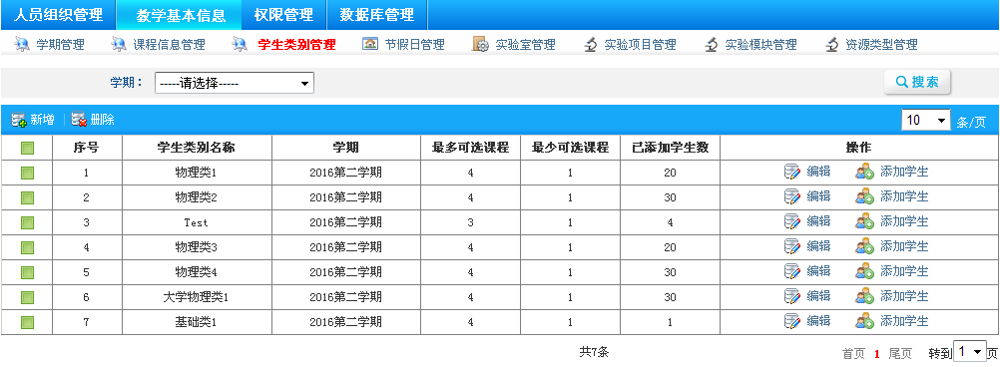 人员组织管理 教学基本信息 权限管理 数据库管理
学期管理 课程信息管理 学生类别管理 节假日管理 实验室管理 实验项目管理 实验模块管理 资源类型管理
学期： -----请选择----- 搜索
新增 删除 10 条/页
序号 学生类别名称 学期 最多可选课程 最少可选课程 已添加学生数 操作
1 物理类1 2016第二学期 4 1 20 编辑 添加学生
2 物理类2 2016第二学期 4 1 30 编辑 添加学生
3 Test 2016第二学期 3 1 4 编辑 添加学生
4 物理类3 2016第二学期 4 1 20 编辑 添加学生
5 物理类4 2016第二学期 4 1 30 编辑 添加学生
6 大学物理类1 2016第二学期 4 1 30 编辑 添加学生
7 基础类1 2016第二学期 4 1 1 编辑 添加学生
共7条 首页 1 尾页 转到 1 页